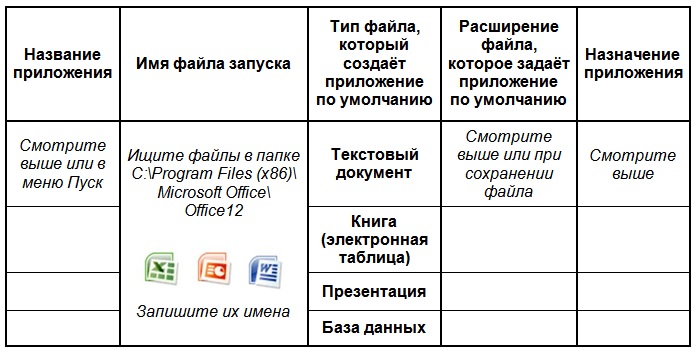 Название
приложения
Имя файла запуска
Тип файла,
который
создаёт
приложение
по умолчанию
Расширение
файла,
которое задаёт
приложение
по умолчанию
Назначение
приложения
Смотрите
выше или в
меню Пуск
Ищите файлы в папке
C:\Program Files (x86)\
Microsoft Office\
Office12
Запишите их имена
Текстовый
документ
Смотрите
выше или при
сохранении
файла
Смотрите
выше
Книга
(электронная
таблица)
Презентация
База данных